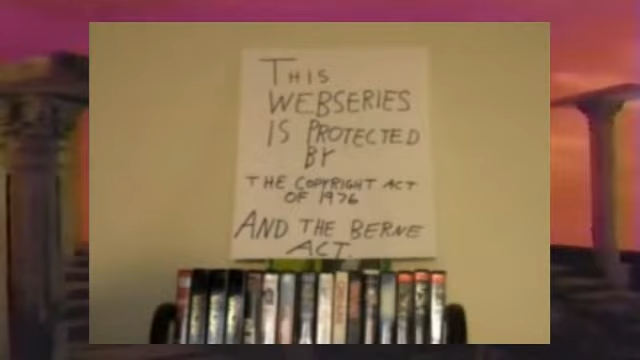 THIS
WEBSERIES
IS PROTECTED
BY
THE COPYRIGHT ACT
OF 1976
AND THE BERNE
ACT.